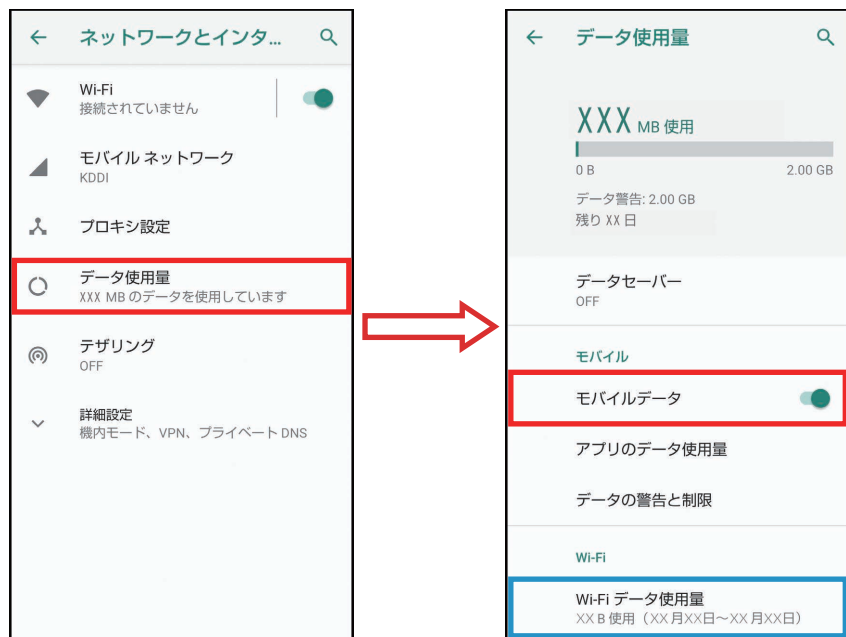 ネットワークとインタ...
Wi-Fi
接続されていません
モバイル ネットワーク
KDDI
プロキシ設定
データ使用量
XXX MB のデータを使用しています
テザリング
OFF
詳細設定
機内モード、VPN、プライベート DNS
データ使用量
XXX MB 使用
0 B 2.00 GB
データ警告: 2.00 GB
残り XX 日
データセーバー
OFF
モバイル
モバイルデータ
アプリのデータ使用量
データの警告と制限
Wi-Fi
Wi-Fi データ使用量
XX B 使用（XX月XX日～XX月XX日）